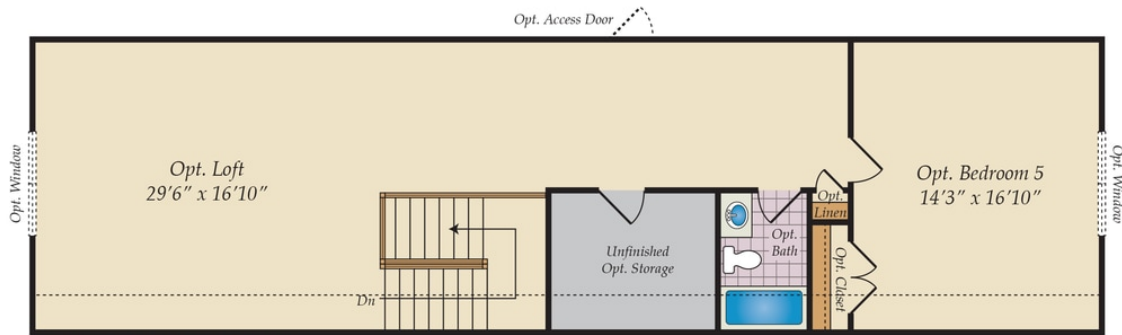 Opt. Access Door
Opt. Window
Opt. Loft
29'6" x 16'10"
Opt. Bedroom 5
14'3" x 16'10"
Opt. Window
Opt.
Linen
Unfinished
Opt. Storage
Opt.
Bath
Opt. Closet
Dn